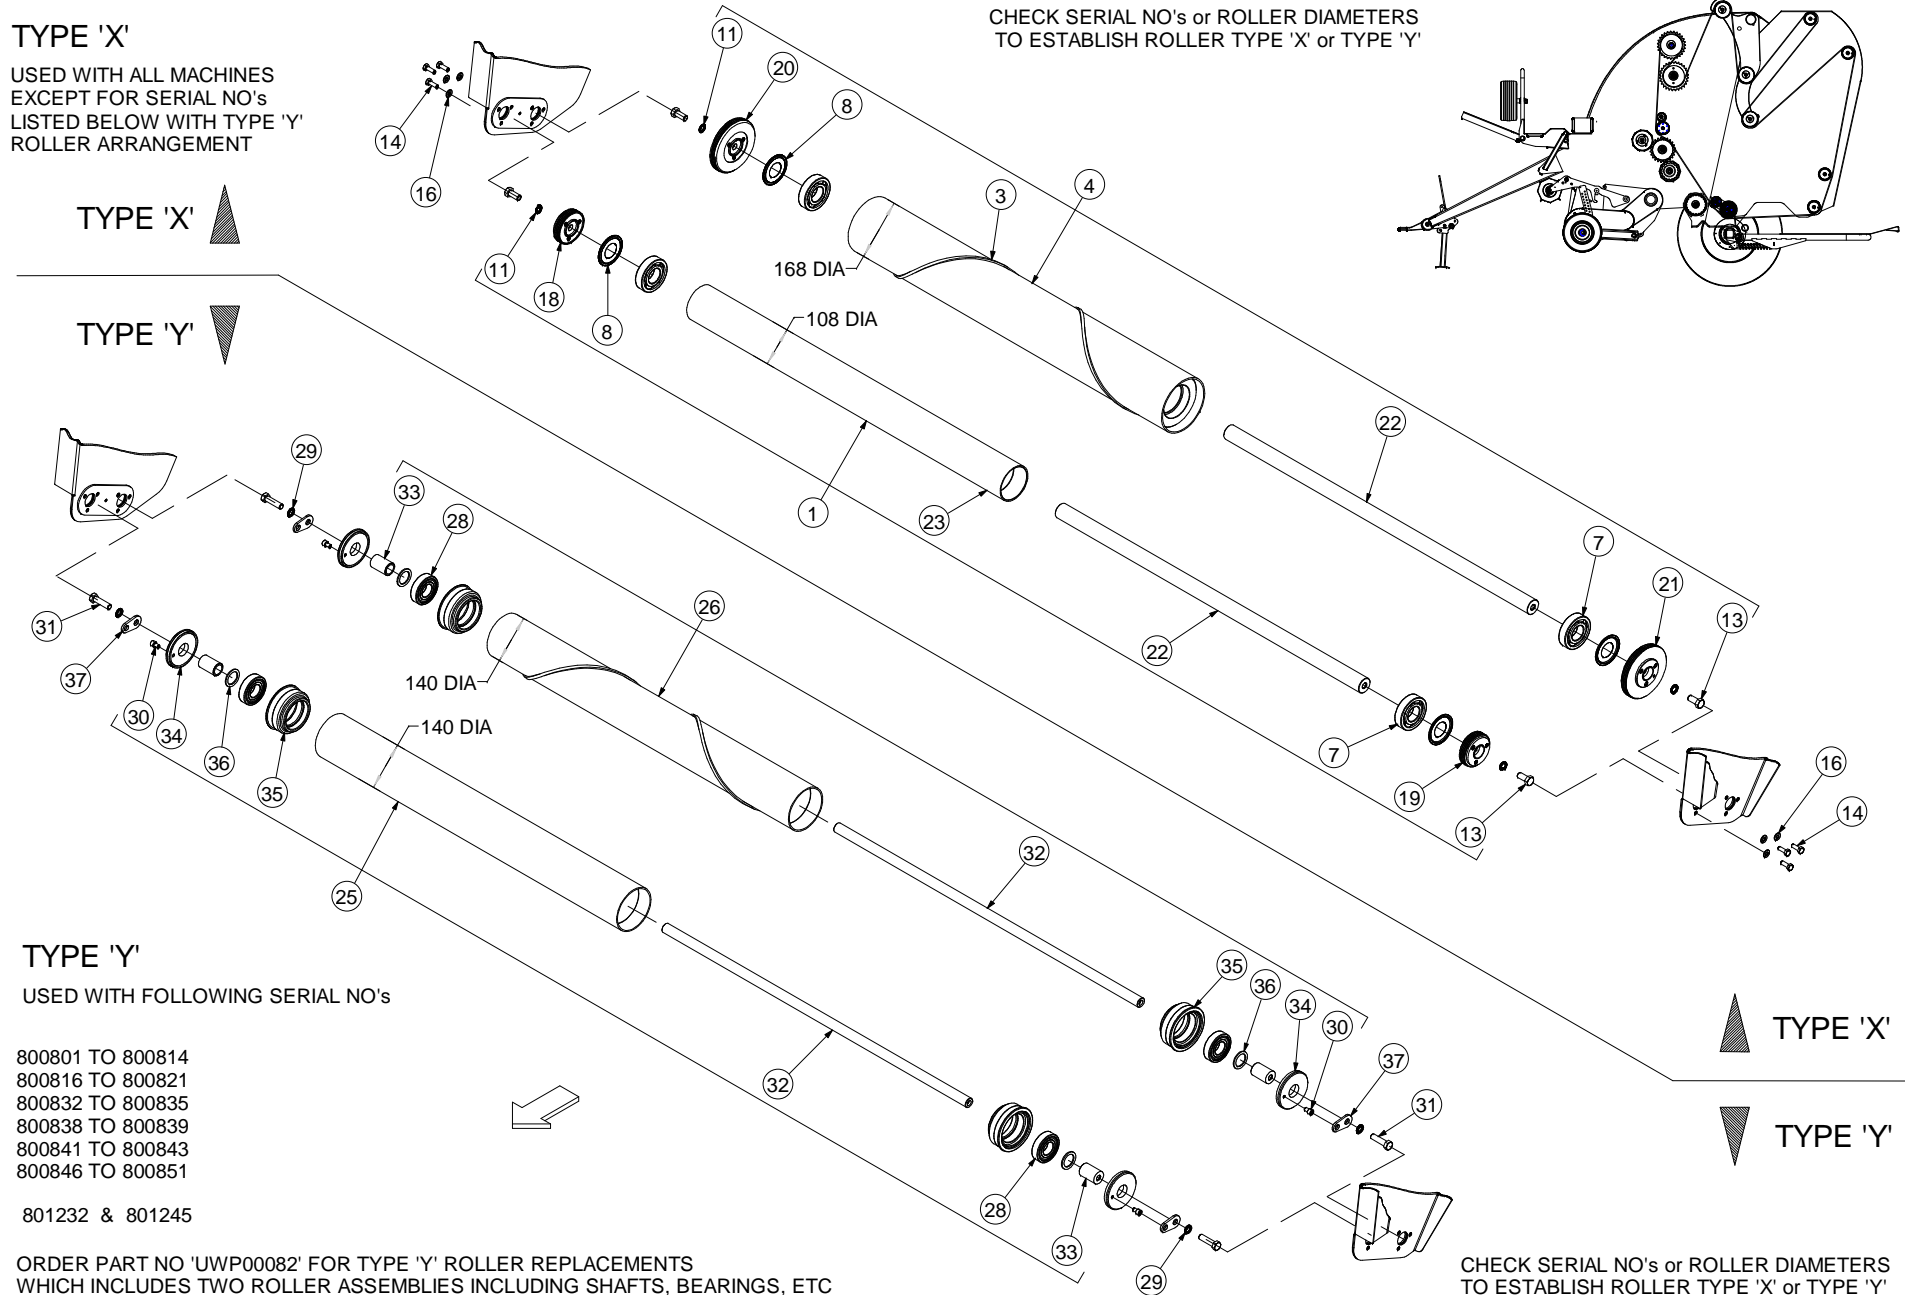 TYPE 'X'
USED WITH ALL MACHINES
EXCEPT FOR SERIAL NO's
LISTED BELOW WITH TYPE 'Y'
ROLLER ARRANGEMENT
CHECK SERIAL NO's or ROLLER DIAMETERS
TO ESTABLISH ROLLER TYPE 'X' or TYPE 'Y'
11
20
8
14
16
3
4
TYPE 'X'
168 DIA
11
18
8
108 DIA
TYPE 'Y'
22
29
33
28
1
23
7
21
13
31
37
30
34
36
35
26
22
140 DIA
140 DIA
7
19
13
16
14
25
32
TYPE 'Y'
USED WITH FOLLOWING SERIAL NO's
35
36
34
30
37
31
TYPE 'X'
800801 TO 800814
800816 TO 800821
800832 TO 800835
800838 TO 800839
800841 TO 800843
800846 TO 800851
32
TYPE 'Y'
28
33
29
801232 & 801245
ORDER PART NO 'UWP00082' FOR TYPE 'Y' ROLLER REPLACEMENTS
WHICH INCLUDES TWO ROLLER ASSEMBLIES INCLUDING SHAFTS, BEARINGS, ETC
CHECK SERIAL NO's or ROLLER DIAMETERS
TO ESTABLISH ROLLER TYPE 'X' or TYPE 'Y'